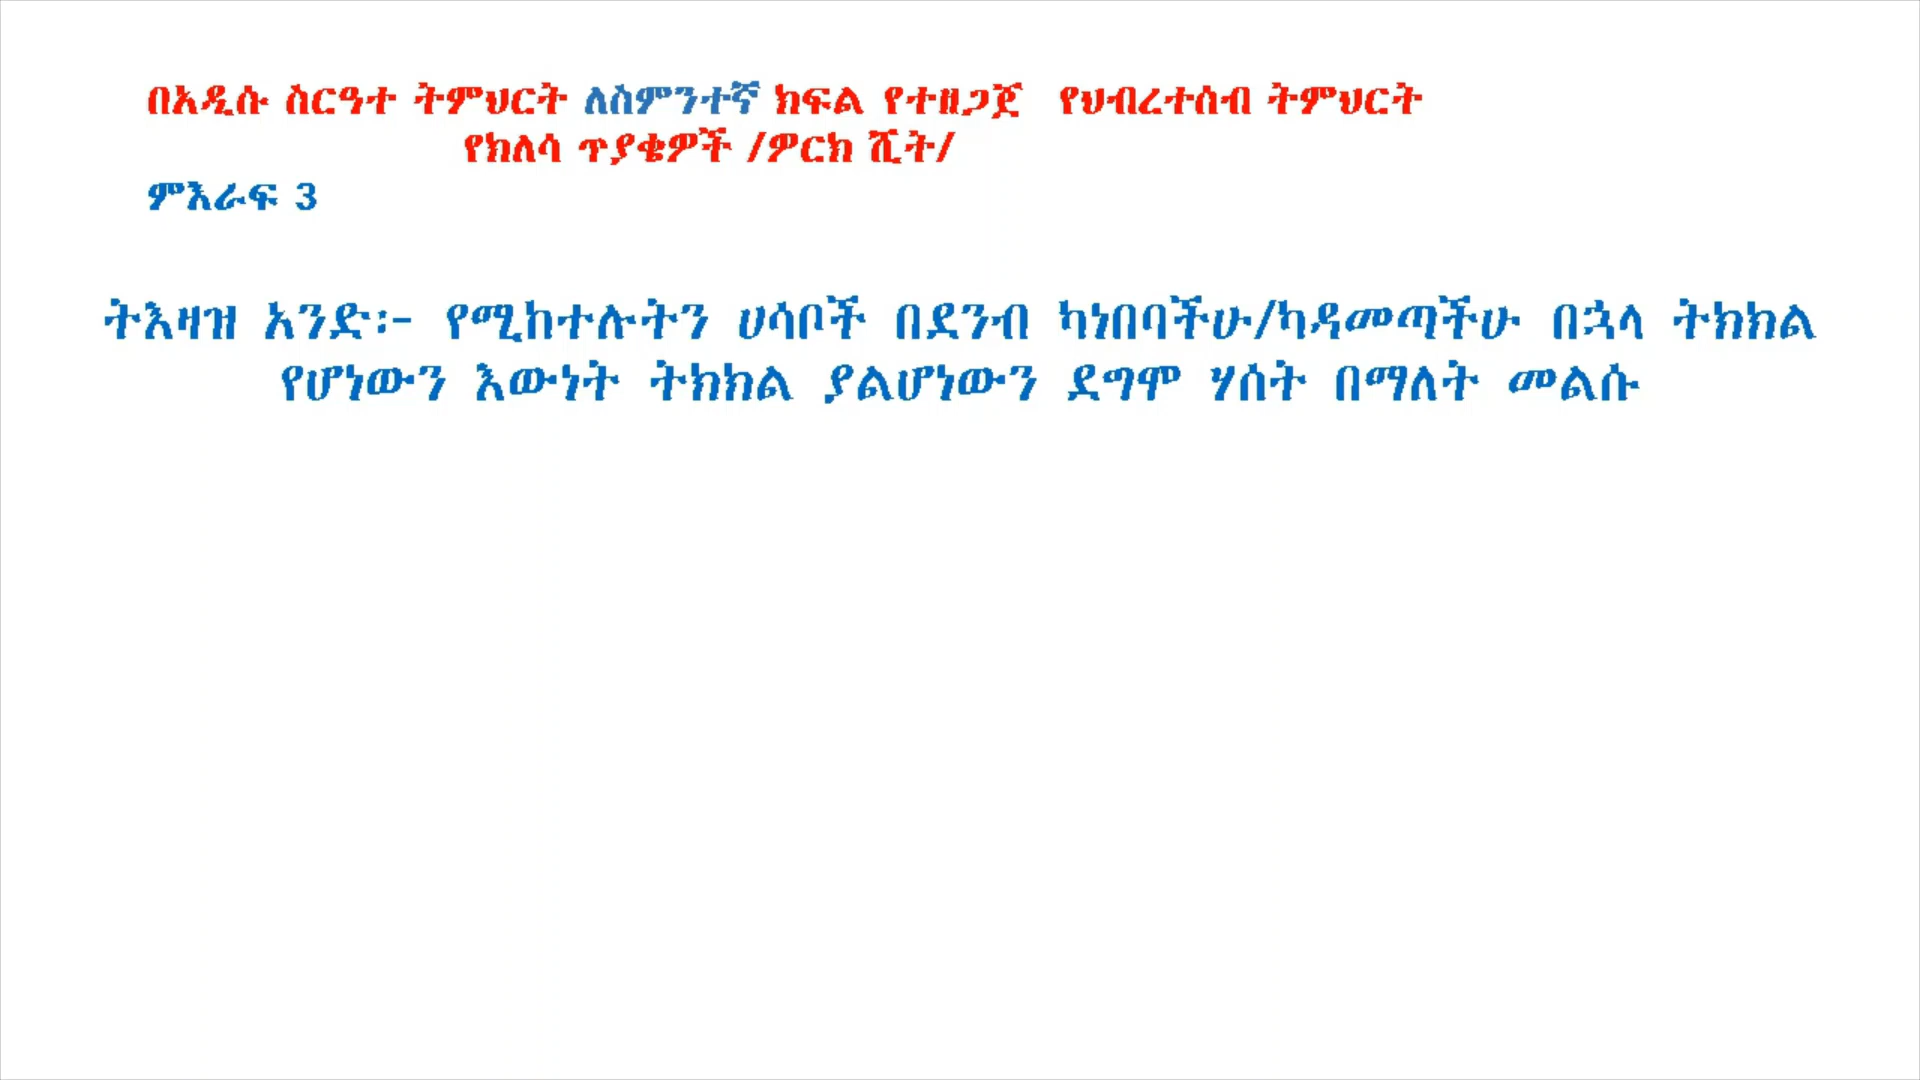 በአዲሱ ስርዓተ ትምህርት ለስምንተኛ ክፍል የተዘጋጀ የህብረተሰብ ትምህርት
የክለሳ ጥያቄዎች /ዎርክ ሺት/
ምእራፍ 3
ትእዛዝ አንድ፡- የሚከተሉትን ሀሳቦች በደንብ ካነበባችሁ/ካዳመጣችሁ በኋላ ትክክል
የሆነውን እውነት ትክክል ያልሆነውን ደግሞ ሃሰት በማለት መልሱ